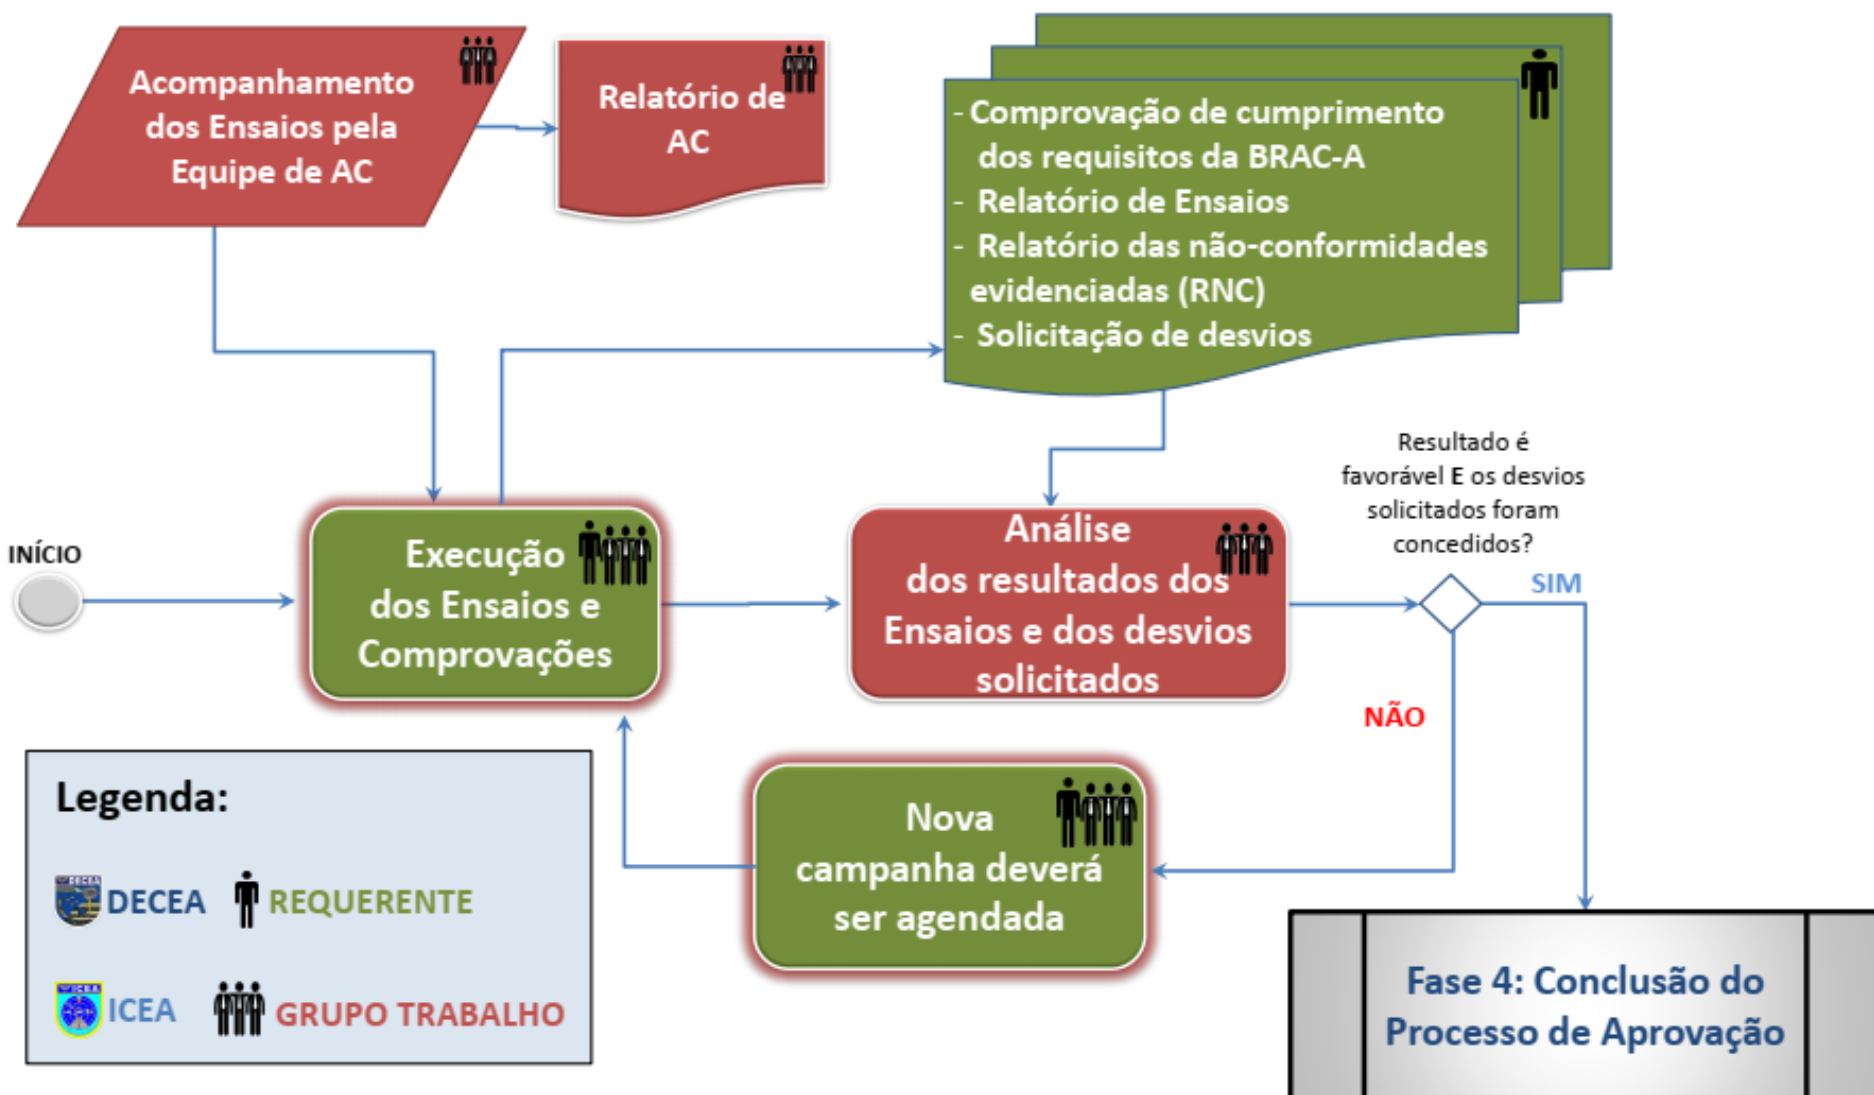 Acompanhamento
dos Ensaios pela
Equipe de AC
Relatório de
AC
- Comprovação de cumprimento
dos requisitos da BRAC-A
- Relatório de Ensaios
- Relatório das não-conformidades
evidenciadas (RNC)
- Solicitação de desvios
INÍCIO
Execução
dos Ensaios e
Comprovações
Análise
dos resultados dos
Ensaios e dos desvios
solicitados
Resultado é
favorável E os desvios
solicitados foram
concedidos?
SIM
NÃO
Nova
campanha deverá
ser agendada
Fase 4: Conclusão do
Processo de Aprovação
Legenda:
DECEA
DECEA
REQUERENTE
ICEA
ICEA
GRUPO TRABALHO